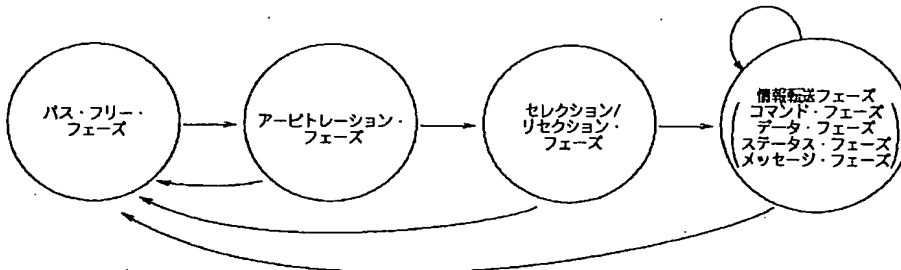 バス・フリー・
フェーズ
アービトレーション・
フェーズ
セレクション/
リセクション・
フェーズ
情報転送フェーズ
(コマンド・フェーズ
データ・フェーズ
ステータス・フェーズ
メッセージ・フェーズ)